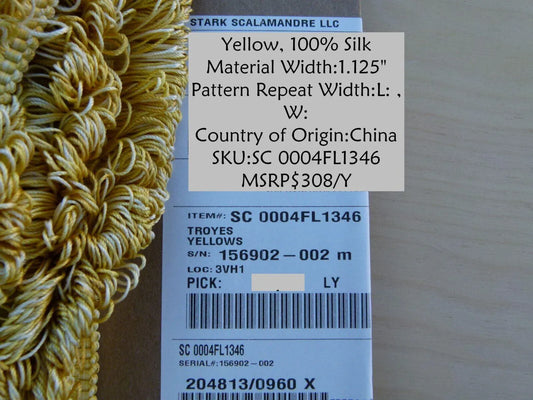 STARK SCALAMANDRE LLC
Yellow, 100% Silk
Material Width:1.125"
Pattern Repeat Width:L: ,
W:
Country of Origin:China
SKU:SC 0004FL1346
MSRP$308/Y
ITEM#: SC 0004FL1346
TROYES
YELLOWS
S/N: 156902-002 m
LOC: 3VH1
PICK: LY
SC 0004FL1346
SERIAL#:156902-002
204813/0960 X